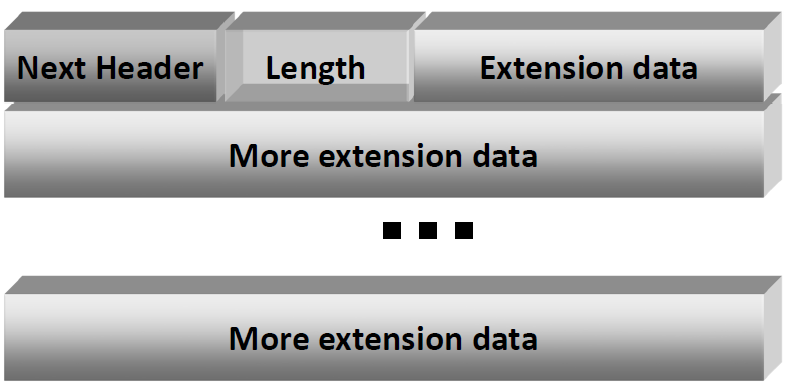 Next Header Length Extension data
More extension data
More extension data